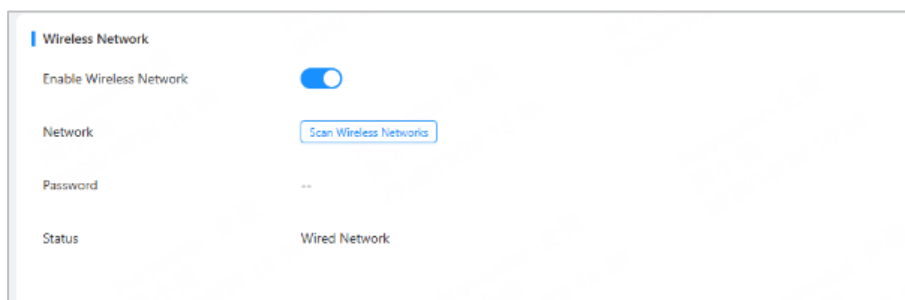 Wireless Network
Enable Wireless Network
Network Scan Wireless Networks
Password --
Status Wired Network